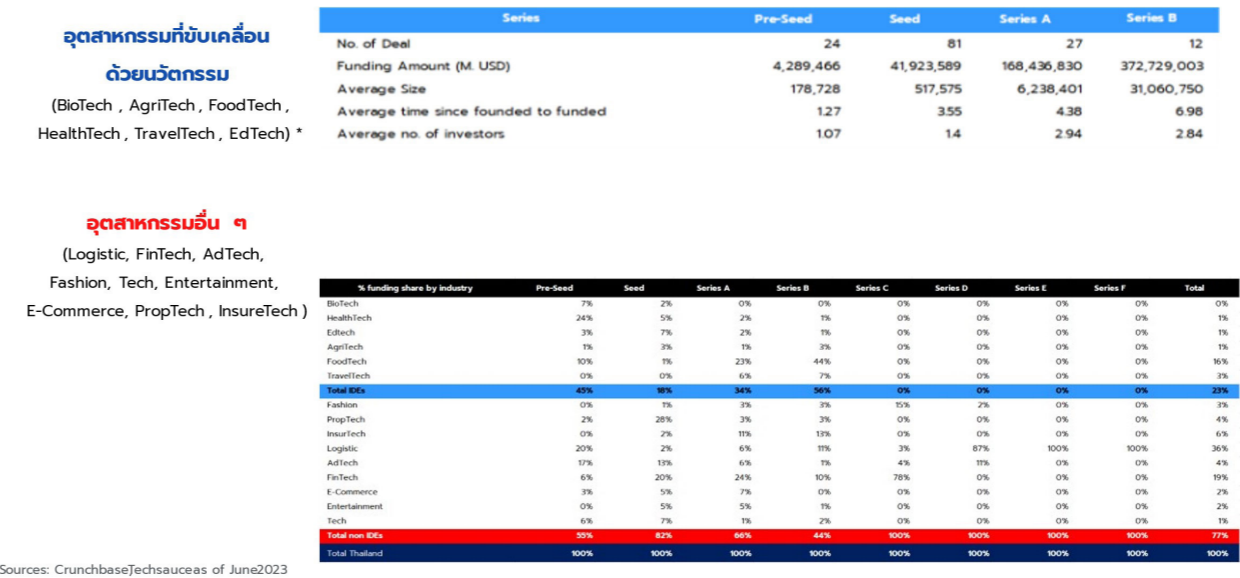 อุตสาหกรรมที่ขับเคลื่อน
ด้วยนวัตกรรม
(BioTech , AgriTech , FoodTech ,
HealthTech , TravelTech , EdTech) *
Series Pre-Seed Seed Series A Series B
No. of Deal 24 81 27 12
Funding Amount (M. USD) 4,289,466 41,923,589 168,436,830 372,729,003
Average Size 178,728 517,575 6,238,401 31,060,750
Average time since founded to funded 1.27 3.55 4.38 6.98
Average no. of investors 1.07 1.4 2.94 2.84
อุตสาหกรรมอื่น ๆ
(Logistic, FinTech, AdTech,
Fashion, Tech, Entertainment,
E-Commerce, PropTech , InsureTech )
% funding share by industry Pre-Seed Seed Series A Series B Series C Series D Series E Series F Total
BioTech 7% 2% 0% 0% 0% 0% 0% 0% 0%
HealthTech 24% 5% 2% 1% 0% 0% 0% 0% 1%
Edtech 3% 7% 2% 1% 0% 0% 0% 0% 1%
AgriTech 1% 3% 1% 3% 0% 0% 0% 0% 1%
FoodTech 10% 1% 23% 44% 0% 0% 0% 0% 16%
TravelTech 0% 0% 6% 7% 0% 0% 0% 0% 3%
Total IDEs 45% 18% 34% 56% 0% 0% 0% 0% 23%
Fashion 0% 1% 3% 3% 15% 2% 0% 0% 3%
PropTech 2% 28% 3% 3% 0% 0% 0% 0% 4%
InsurTech 0% 2% 11% 13% 0% 0% 0% 0% 6%
Logistic 20% 2% 6% 11% 3% 87% 100% 100% 36%
AdTech 17% 13% 6% 1% 4% 11% 0% 0% 4%
FinTech 6% 20% 24% 10% 78% 0% 0% 0% 19%
E-Commerce 3% 5% 7% 0% 0% 0% 0% 0% 2%
Entertainment 0% 5% 5% 1% 0% 0% 0% 0% 2%
Tech 6% 7% 1% 2% 0% 0% 0% 0% 1%
Total non IDEs 55% 82% 66% 44% 100% 100% 100% 100% 77%
Total Thailand 100% 100% 100% 100% 100% 100% 100% 100% 100%
Sources: CrunchbaseTechsauceas of June2023